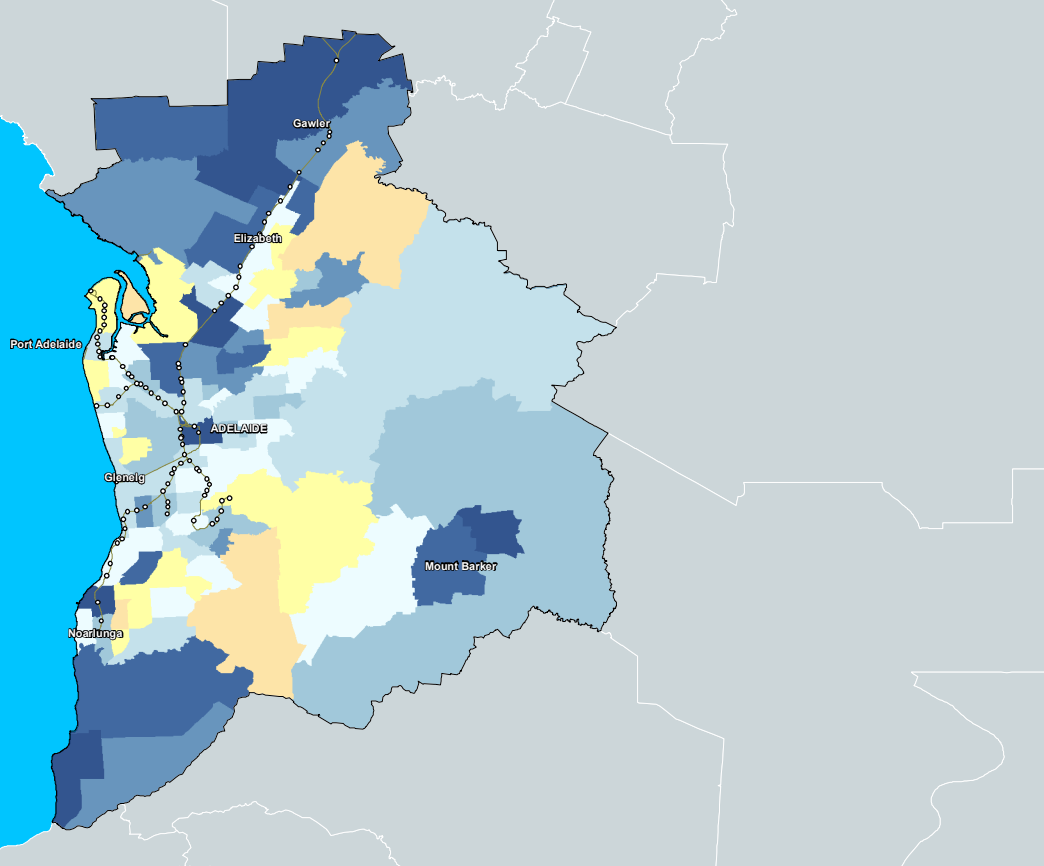 Gawler
Elizabeth
Port Adelaide
ADELAIDE
Glenelg
Mount Barker
Noarlunga